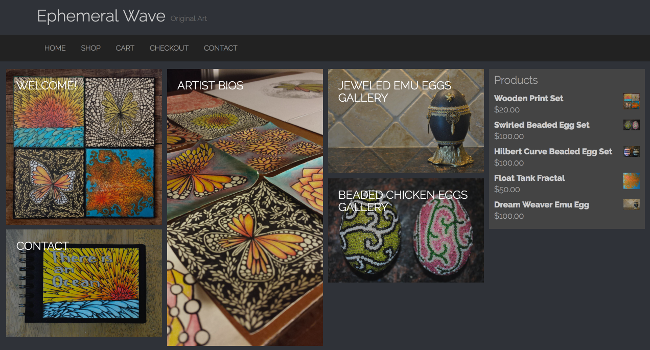 Ephemeral Wave Original Art
HOME SHOP CART CHECKOUT CONTACT
WELCOME!
ARTIST BIOS
JEWELED EMU EGGS
GALLERY
BEADED CHICKEN EGGS
GALLERY
CONTACT
There is
an
Ocean
Products
Wooden Print Set
$20.00
Swirled Beaded Egg Set
$100.00
Hilbert Curve Beaded Egg Set
$100.00
Float Tank Fractal
$50.00
Dream Weaver Emu Egg
$100.00